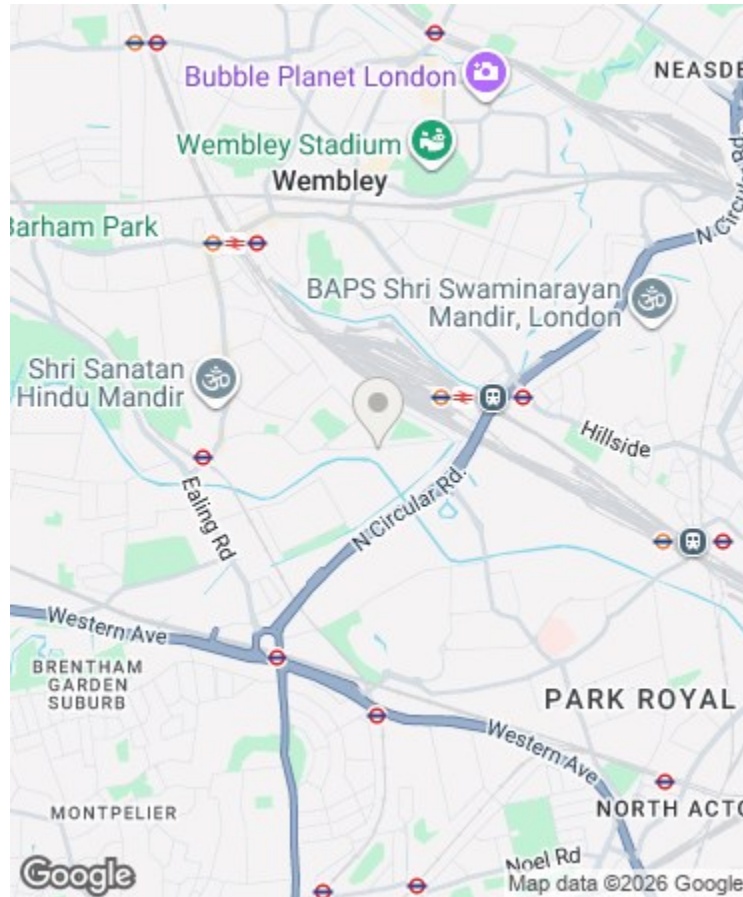 Bubble Planet London
NEASDE
Wembley Stadium
Wembley
N Circular Rd.
Barham Park
BAPS Shri Swaminarayan
Mandir, London
Shri Sanatan
Hindu Mandir
Hillside
Ealing Rd
N Circular Rd.
Western Ave
BRENTHAM
GARDEN
SUBURB
PARK ROYAL
Western Ave
MONTPELIER
NORTH ACTO
Noel Rd
Google
Map data ©2026 Google